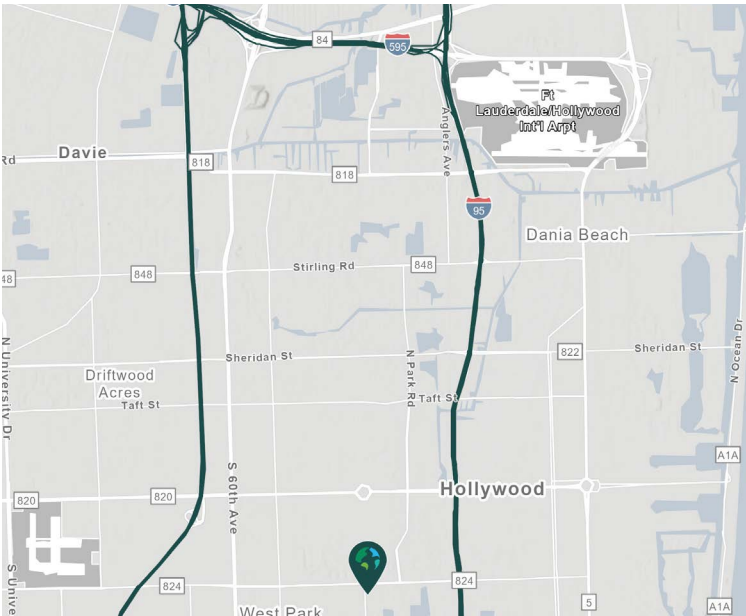 84
595
Ft
Lauderdale/Hollywood
Int'l Arpt
Anglers Ave
Rd
Davie
818
818
95
Dania Beach
48
848
Stirling Rd
848
N University Dr
Sheridan St
N Park Rd
822
Sheridan St
N Ocean Dr
Driftwood
Acres
Taft St
Taft St
S 60th Ave
A1A
820
820
Hollywood
S Unive
824
824
5
A1A
West Park